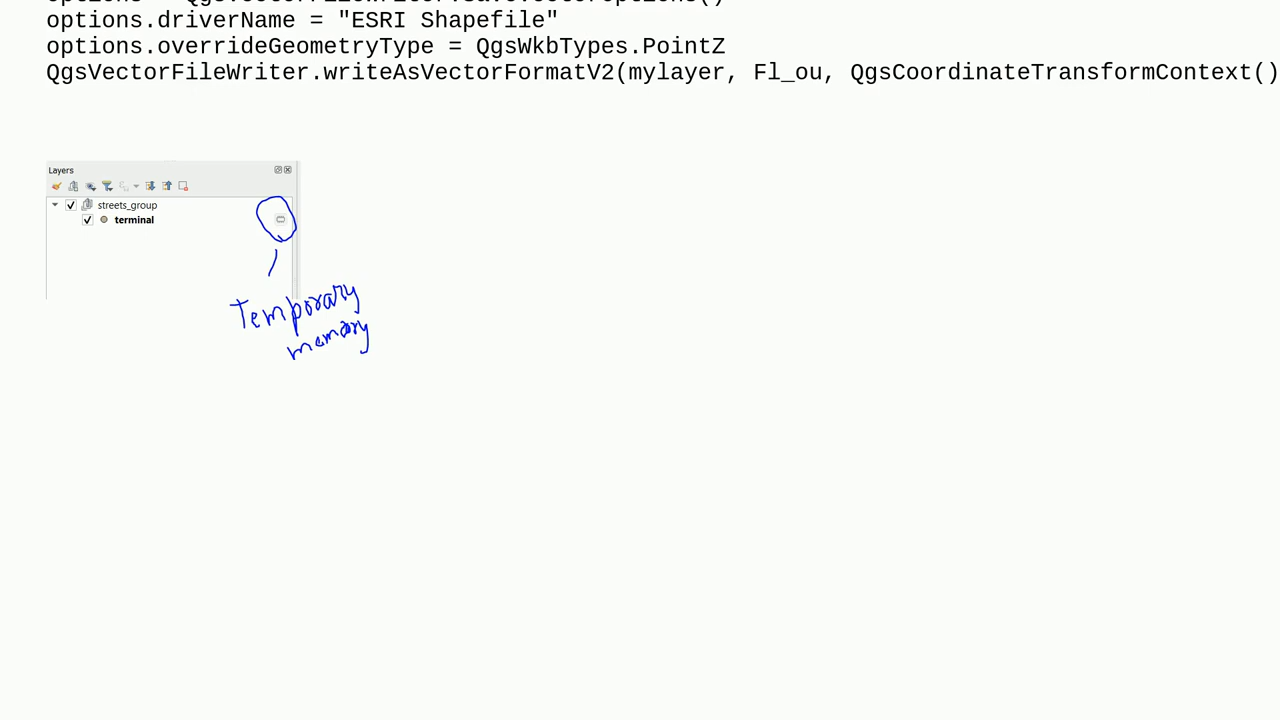 options.driverName = "ESRI Shapefile"
options.overrideGeometryType = QgsWkbTypes.PointZ
QgsVectorFileWriter.writeAsVectorFormatV2(mylayer, Fl_ou, QgsCoordinateTransformContext()
Layers
streets_group
terminal
Temporary
memory